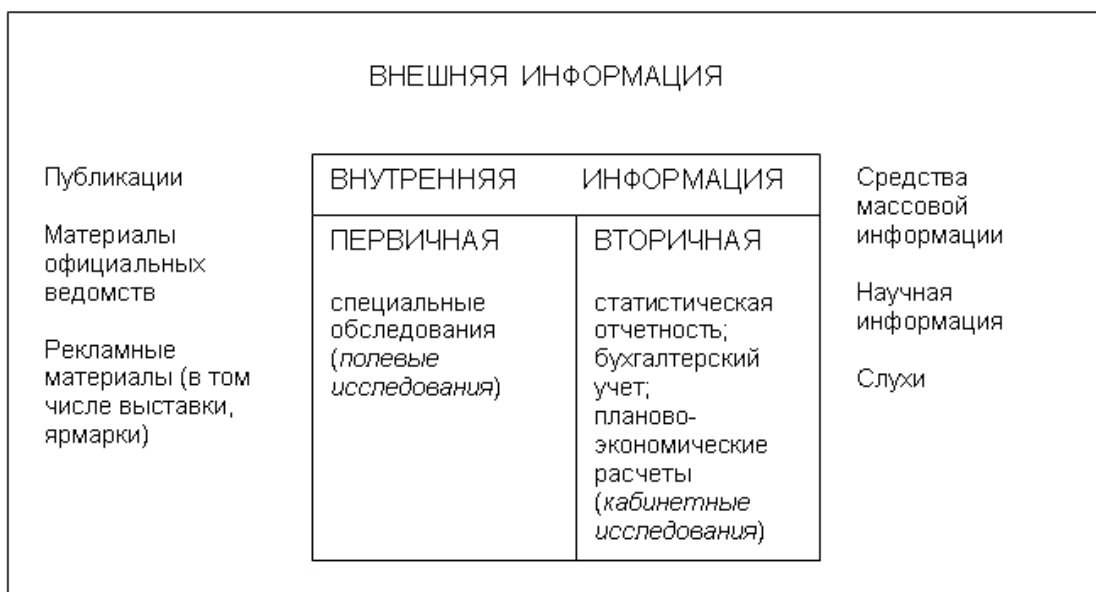 ВНЕШНЯЯ ИНФОРМАЦИЯ
Публикации
Материалы
официальных
ведомств
Рекламные
материалы (в том
числе выставки,
ярмарки)
ВНУТРЕННЯЯ ИНФОРМАЦИЯ
ПЕРВИЧНАЯ
специальные
обследования
(полевые
исследования)
ВТОРИЧНАЯ
статистическая
отчетность;
бухгалтерский
учет;
планово-
экономические
расчеты
(кабинетные
исследования)
Средства
массовой
информации
Научная
информация
Слухи